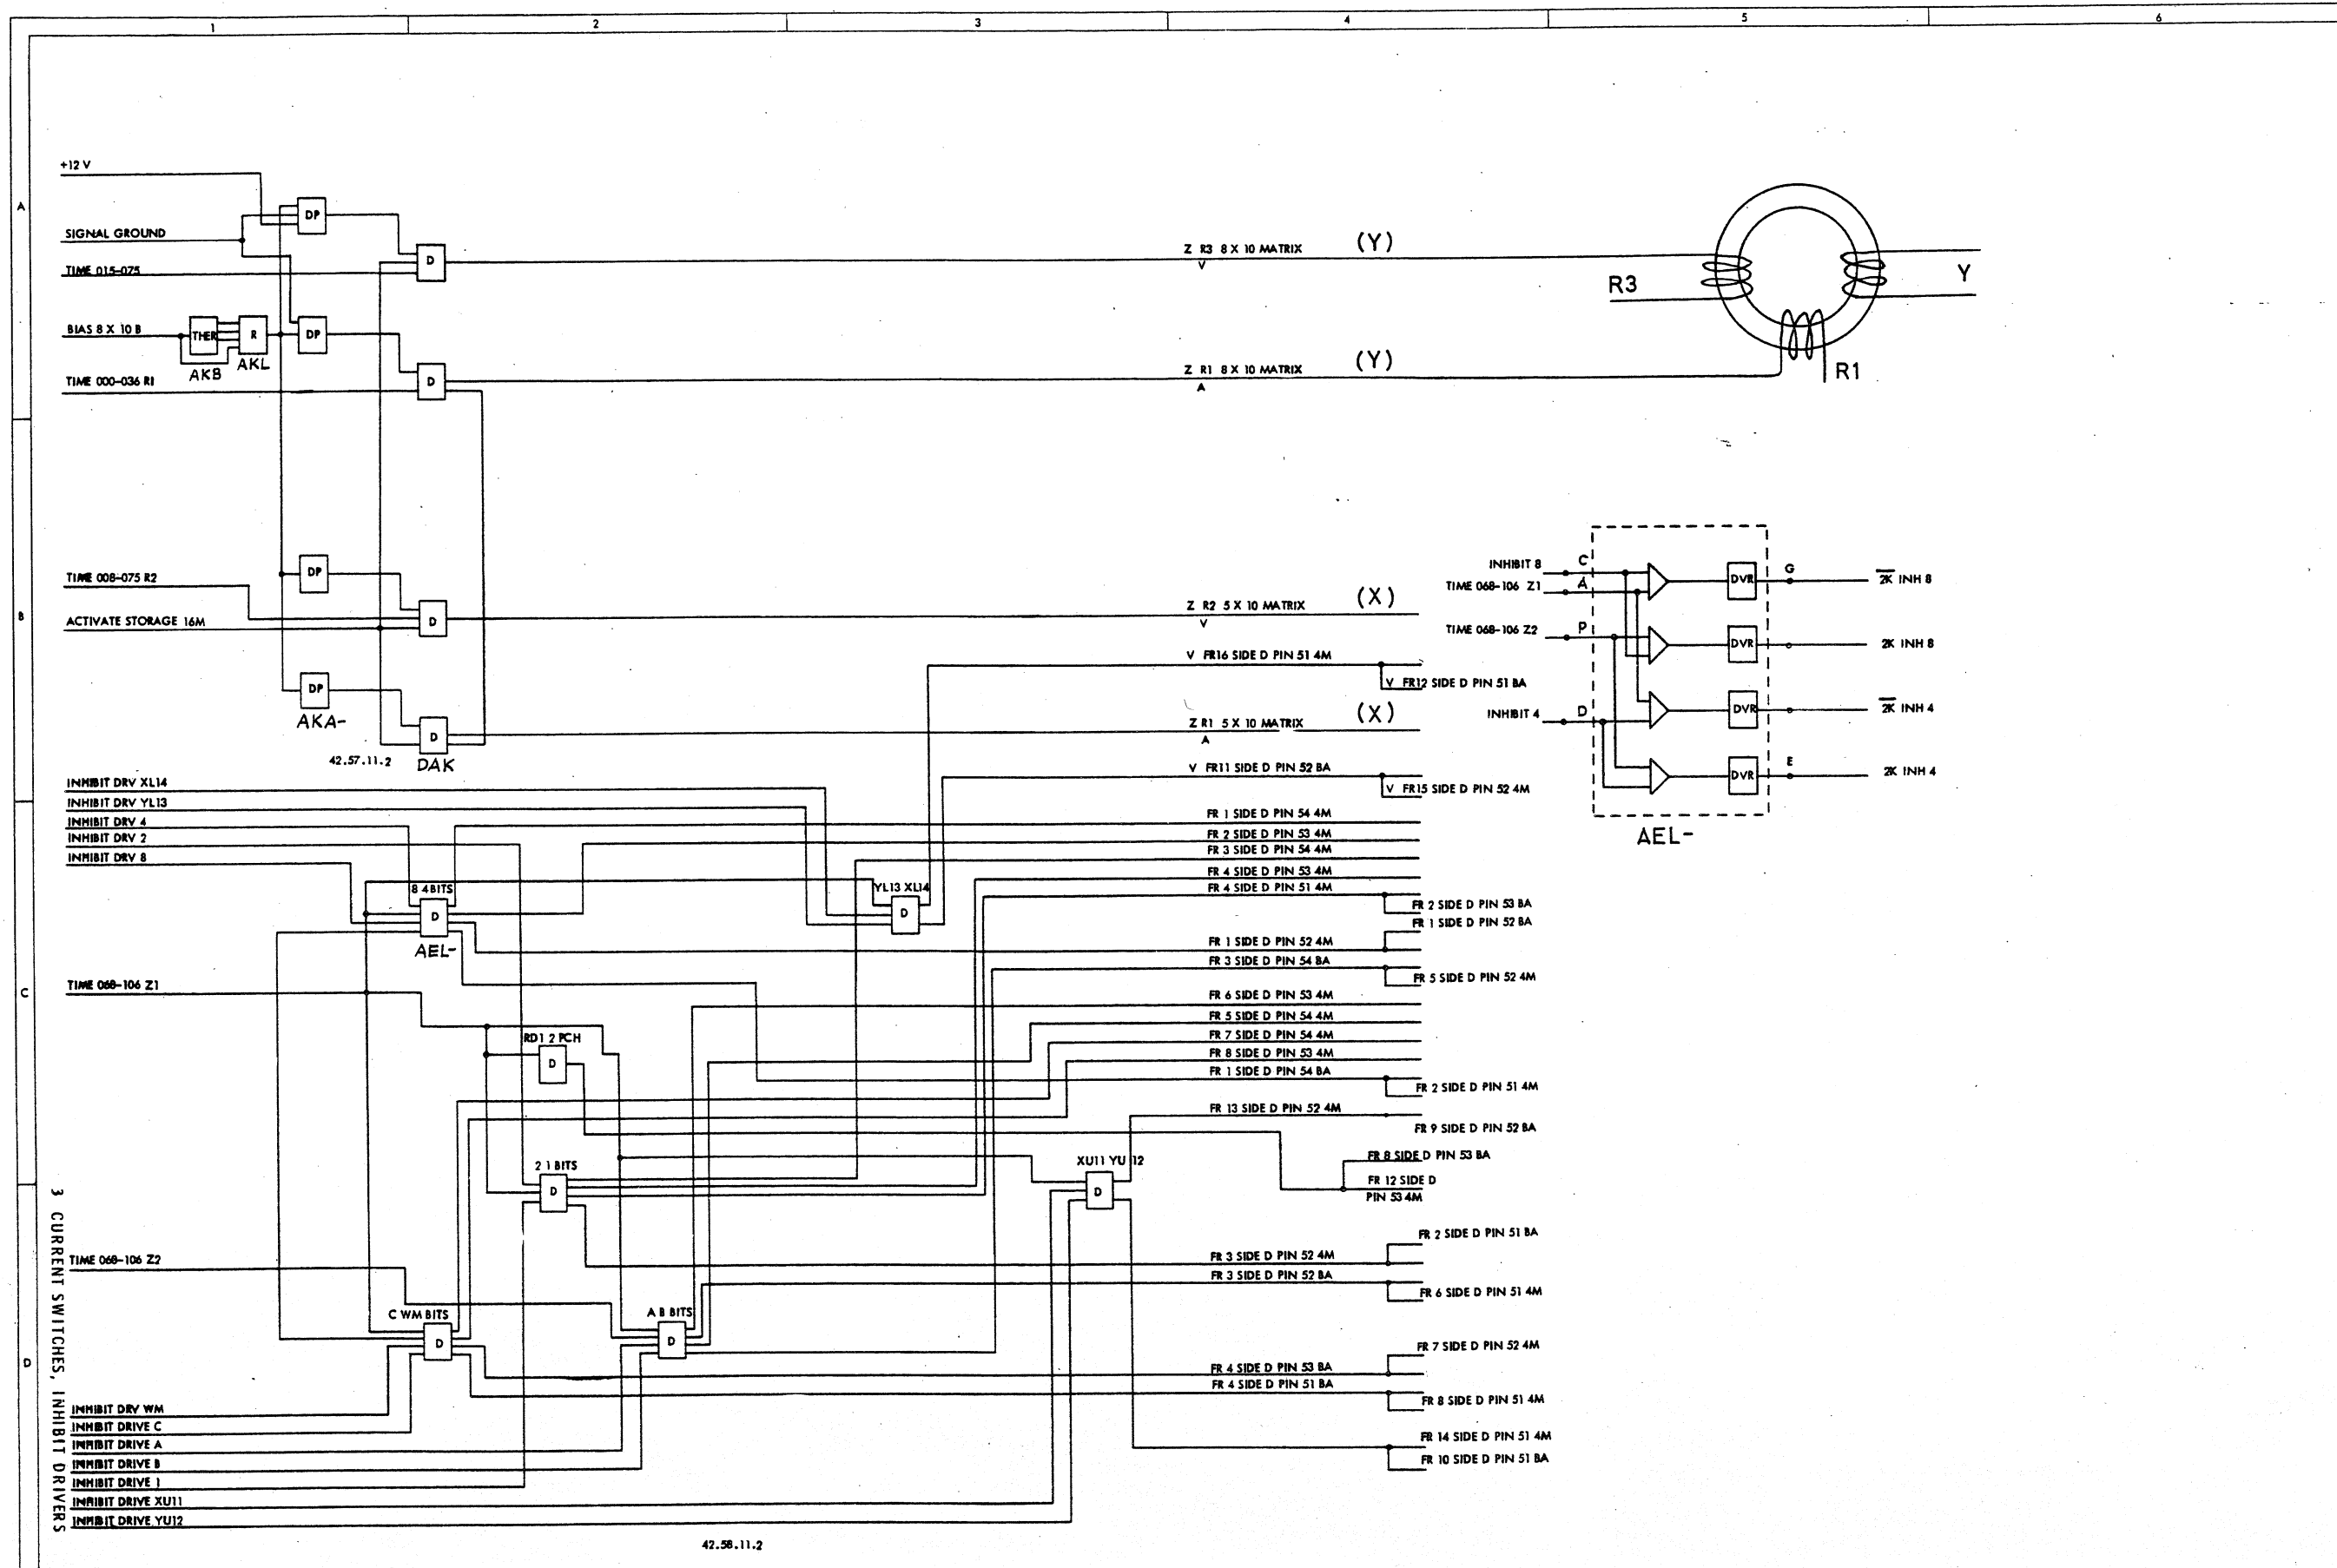 1 2 3 4 5 6
A
B
C
D
+12 V
SIGNAL GROUND
TIME 015-075
BIAS 8 X 10 B
TIME 000-036 R1
DP
D
THER
R
AKB
AKL
DP
D
Z R3 8 X 10 MATRIX
V
(Y)
Z R1 8 X 10 MATRIX
A
(Y)
R3
Y
R1
TIME 008-075 R2
ACTIVATE STORAGE 16M
DP
D
DP
AKA-
D
DAK
42.57.11.2
Z R2 5 X 10 MATRIX
V
(X)
V FR16 SIDE D PIN 51 4M
V FR12 SIDE D PIN 51 BA
Z R1 5 X 10 MATRIX
A
(X)
V FR11 SIDE D PIN 52 BA
V FR15 SIDE D PIN 52 4M
INHIBIT 8
C
TIME 068-106 Z1
A
TIME 068-106 Z2
P
INHIBIT 4
D
DVR
DVR
DVR
DVR
G
E
2K INH 8
2K INH 8
2K INH 4
2K INH 4
AEL-
INHIBIT DRV XL14
INHIBIT DRV YL13
INHIBIT DRV 4
INHIBIT DRV 2
INHIBIT DRV 8
8 4 BITS
D
AEL-
YL13 XL14
D
FR 1 SIDE D PIN 54 4M
FR 2 SIDE D PIN 53 4M
FR 3 SIDE D PIN 54 4M
FR 4 SIDE D PIN 53 4M
FR 4 SIDE D PIN 51 4M
FR 2 SIDE D PIN 53 BA
FR 1 SIDE D PIN 52 BA
FR 1 SIDE D PIN 52 4M
FR 3 SIDE D PIN 54 BA
FR 5 SIDE D PIN 52 4M
TIME 068-106 Z1
FR 6 SIDE D PIN 53 4M
FR 5 SIDE D PIN 54 4M
FR 7 SIDE D PIN 54 4M
FR 8 SIDE D PIN 53 4M
FR 1 SIDE D PIN 54 BA
FR 2 SIDE D PIN 51 4M
RD1 2 PCH
D
FR 13 SIDE D PIN 52 4M
FR 9 SIDE D PIN 52 BA
FR 8 SIDE D PIN 53 BA
FR 12 SIDE D
PIN 53 4M
2 1 BITS
D
XU11 YU 12
D
FR 2 SIDE D PIN 51 BA
FR 3 SIDE D PIN 52 4M
FR 3 SIDE D PIN 52 BA
FR 6 SIDE D PIN 51 4M
TIME 068-106 Z2
C WM BITS
D
A B BITS
D
FR 7 SIDE D PIN 52 4M
FR 4 SIDE D PIN 53 BA
FR 4 SIDE D PIN 51 BA
FR 8 SIDE D PIN 51 4M
FR 14 SIDE D PIN 51 4M
FR 10 SIDE D PIN 51 BA
INHIBIT DRV WM
INHIBIT DRIVE C
INHIBIT DRIVE A
INHIBIT DRIVE B
INHIBIT DRIVE 1
INHIBIT DRIVE XU11
INHIBIT DRIVE YU12
3 CURRENT SWITCHES, INHIBIT DRIVERS
42.58.11.2